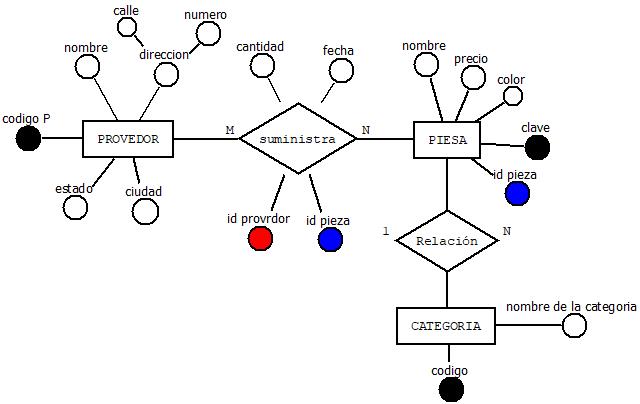 calle
numero
nombre
direccion
cantidad
fecha
nombre
precio
color
codigo P
PROVEDOR
M
suministra
N
PIESA
clave
id pieza
estado
ciudad
id provrdor
id pieza
1
Relación
N
CATEGORIA
nombre de la categoria
codigo